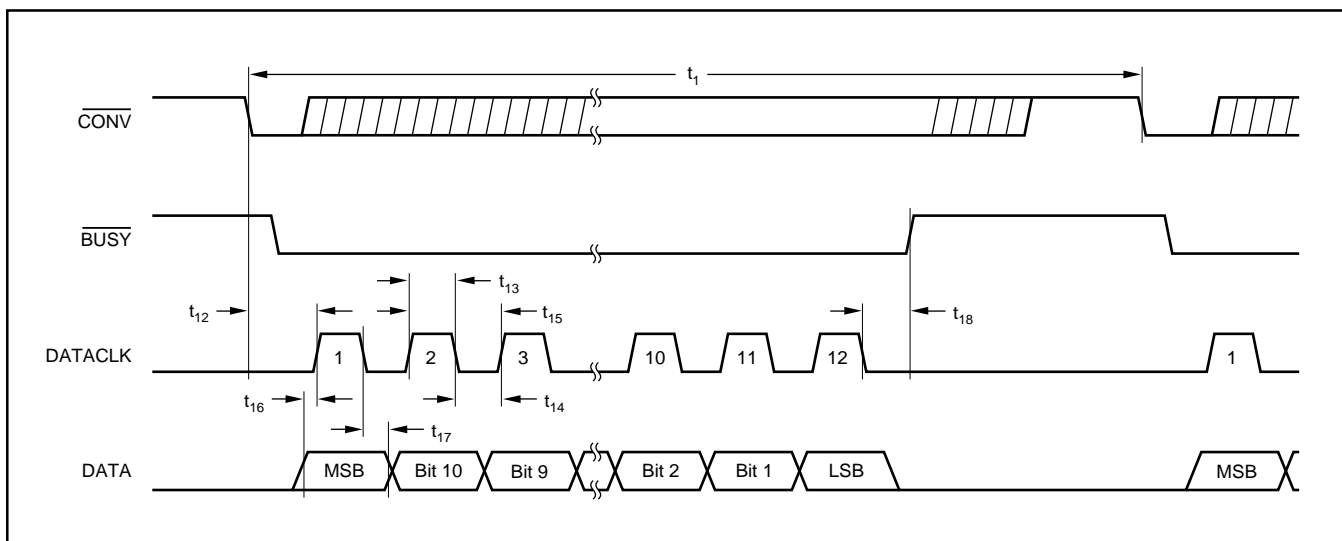 t1
CONV
BUSY
t13
t12
t15
t18
DATACLK
1 2 3 10 11 12 1
t16
t14
t17
DATA
MSB Bit 10 Bit 9 Bit 2 Bit 1 LSB MSB